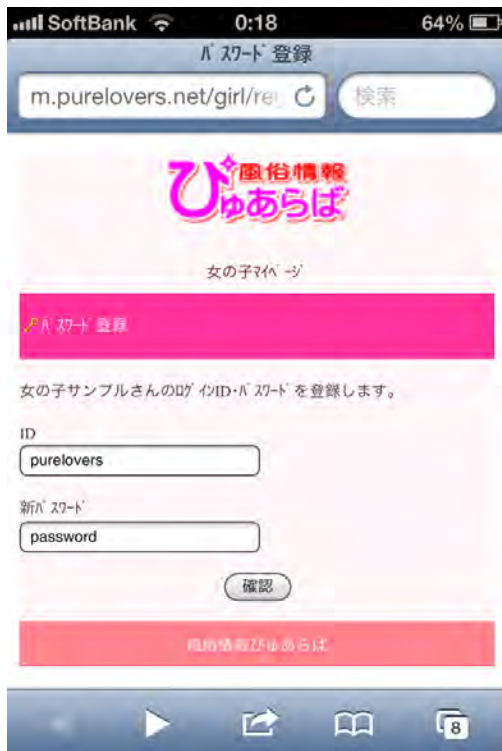 SoftBank 0:18 64%
ﾊﾟｽﾜｰﾄﾞ登録
m.purelovers.net/girl/re
検索
風俗情報
ぴゅあらば
女の子ﾏｲﾍﾟｰｼﾞ
ﾊﾟｽﾜｰﾄﾞ登録
女の子サンプルさんのﾛｸﾞｲﾝID･ﾊﾟｽﾜｰﾄﾞを登録します。
ID
purelovers
新ﾊﾟｽﾜｰﾄﾞ
password
確認
風俗情報ぴゅあらば
8